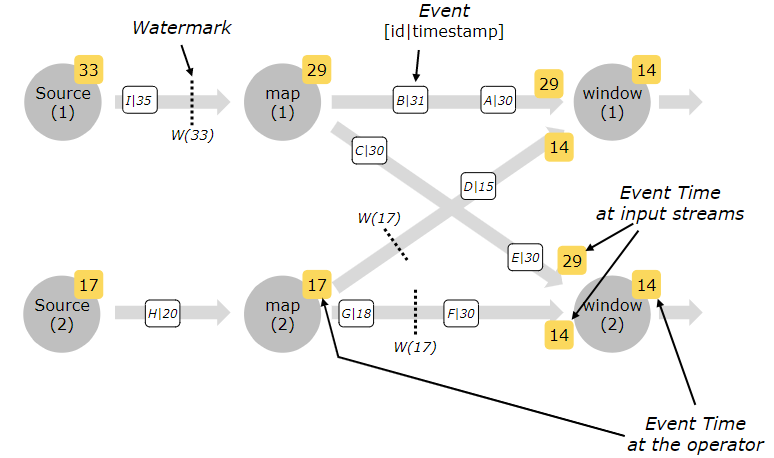 Event
[id|timestamp]
Watermark
33
29
29
14
Source
(1)
I|35
map
(1)
B|31
A|30
window
(1)
W(33)
14
C|30
D|15
Event Time
at input streams
W(17)
E|30
29
17
17
14
Source
(2)
H|20
map
(2)
G|18
F|30
window
(2)
14
W(17)
Event Time
at the operator